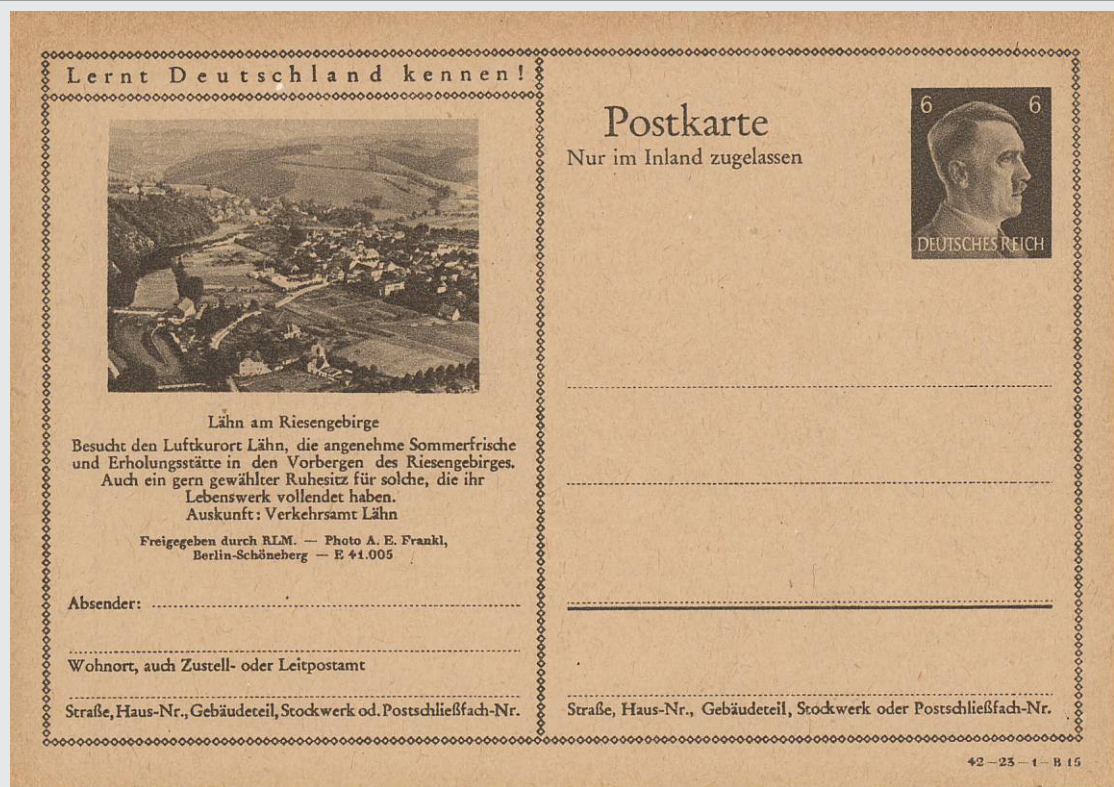 Lernt Deutschland kennen!
Lähn am Riesengebirge
Besucht den Luftkurort Lähn, die angenehme Sommerfrische
und Erholungsstätte in den Vorbergen des Riesengebirges.
Auch ein gern gewählter Ruhesitz für solche, die ihr
Lebenswerk vollendet haben.
Auskunft: Verkehrsamt Lähn
Freigegeben durch RLM. — Photo A. E. Frankl,
Berlin-Schöneberg — E 41.005
Absender:
Wohnort, auch Zustell- oder Leitpostamt
Straße, Haus-Nr., Gebäudeteil, Stockwerk od. Postschließfach-Nr.
Postkarte
Nur im Inland zugelassen
6 6
DEUTSCHES REICH
Straße, Haus-Nr., Gebäudeteil, Stockwerk oder Postschließfach-Nr.
42—23—1—B 15